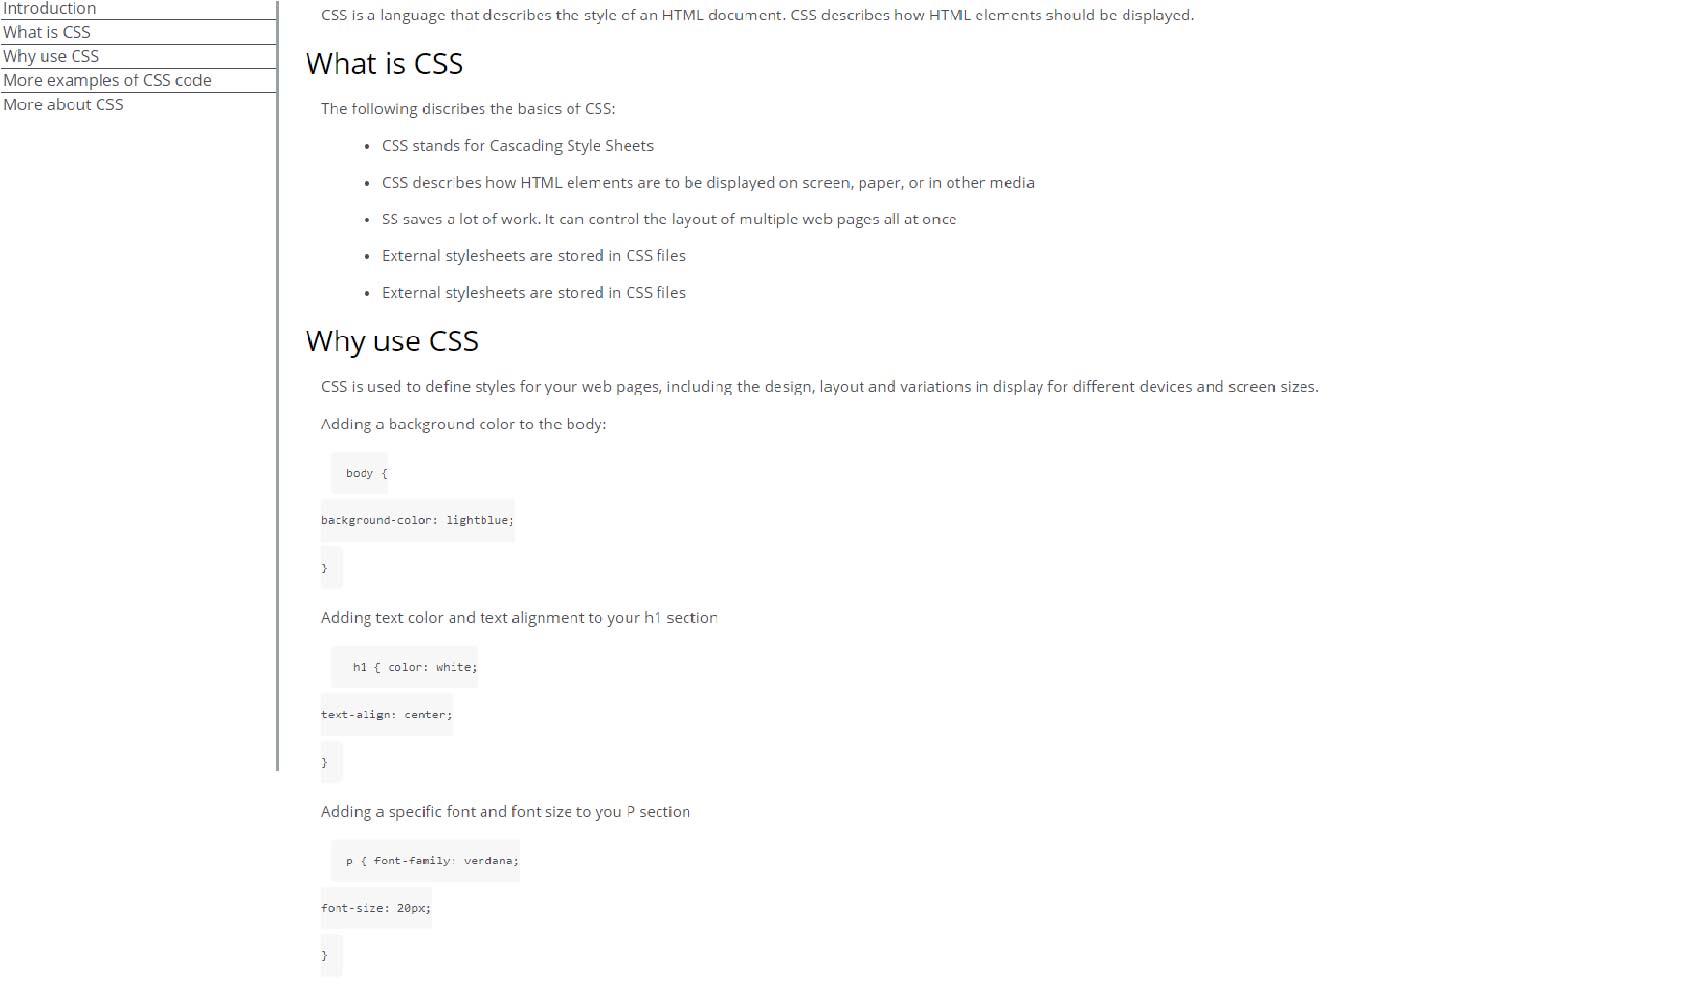 Introduction
What is CSS
Why use CSS
More examples of CSS code
More about CSS
CSS is a language that describes the style of an HTML document. CSS describes how HTML elements should be displayed.
What is CSS
The following discribes the basics of CSS:
• CSS stands for Cascading Style Sheets
• CSS describes how HTML elements are to be displayed on screen, paper, or in other media
• SS saves a lot of work. It can control the layout of multiple web pages all at once
• External stylesheets are stored in CSS files
• External stylesheets are stored in CSS files
Why use CSS
CSS is used to define styles for your web pages, including the design, layout and variations in display for different devices and screen sizes.
Adding a background color to the body:
body {
background-color: lightblue;
}
Adding text color and text alignment to your h1 section
h1 { color: white;
text-align: center;
}
Adding a specific font and font size to you P section
p { font-family: verdana;
font-size: 20px;
}